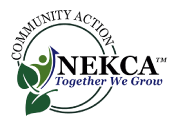 COMMUNITY ACTION
NEKCA™
Together We Grow